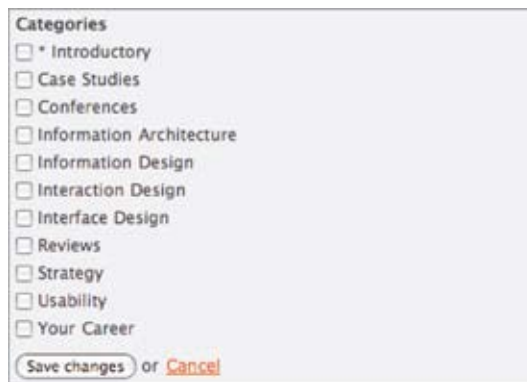 Categories
* Introductory
Case Studies
Conferences
Information Architecture
Information Design
Interaction Design
Interface Design
Reviews
Strategy
Usability
Your Career
Save changes or Cancel